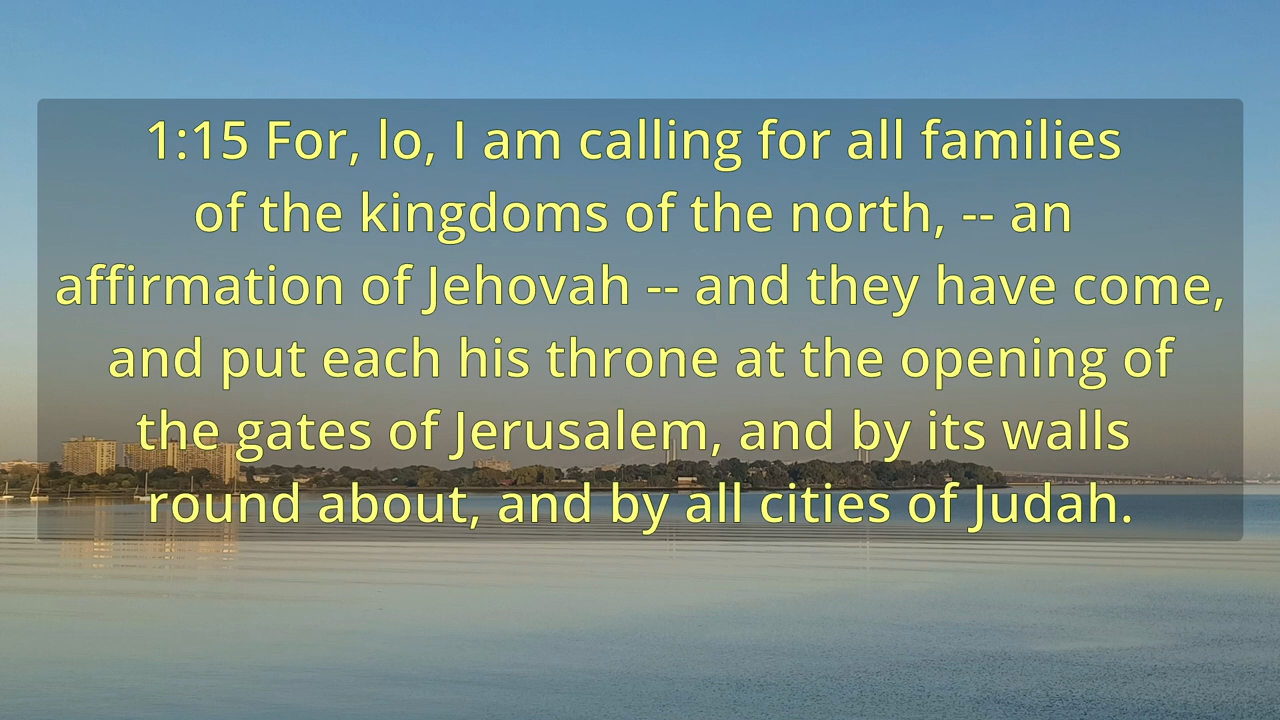 1:15 For, lo, I am calling for all families
of the kingdoms of the north, -- an
affirmation of Jehovah -- and they have come,
and put each his throne at the opening of
the gates of Jerusalem, and by its walls
round about, and by all cities of Judah.